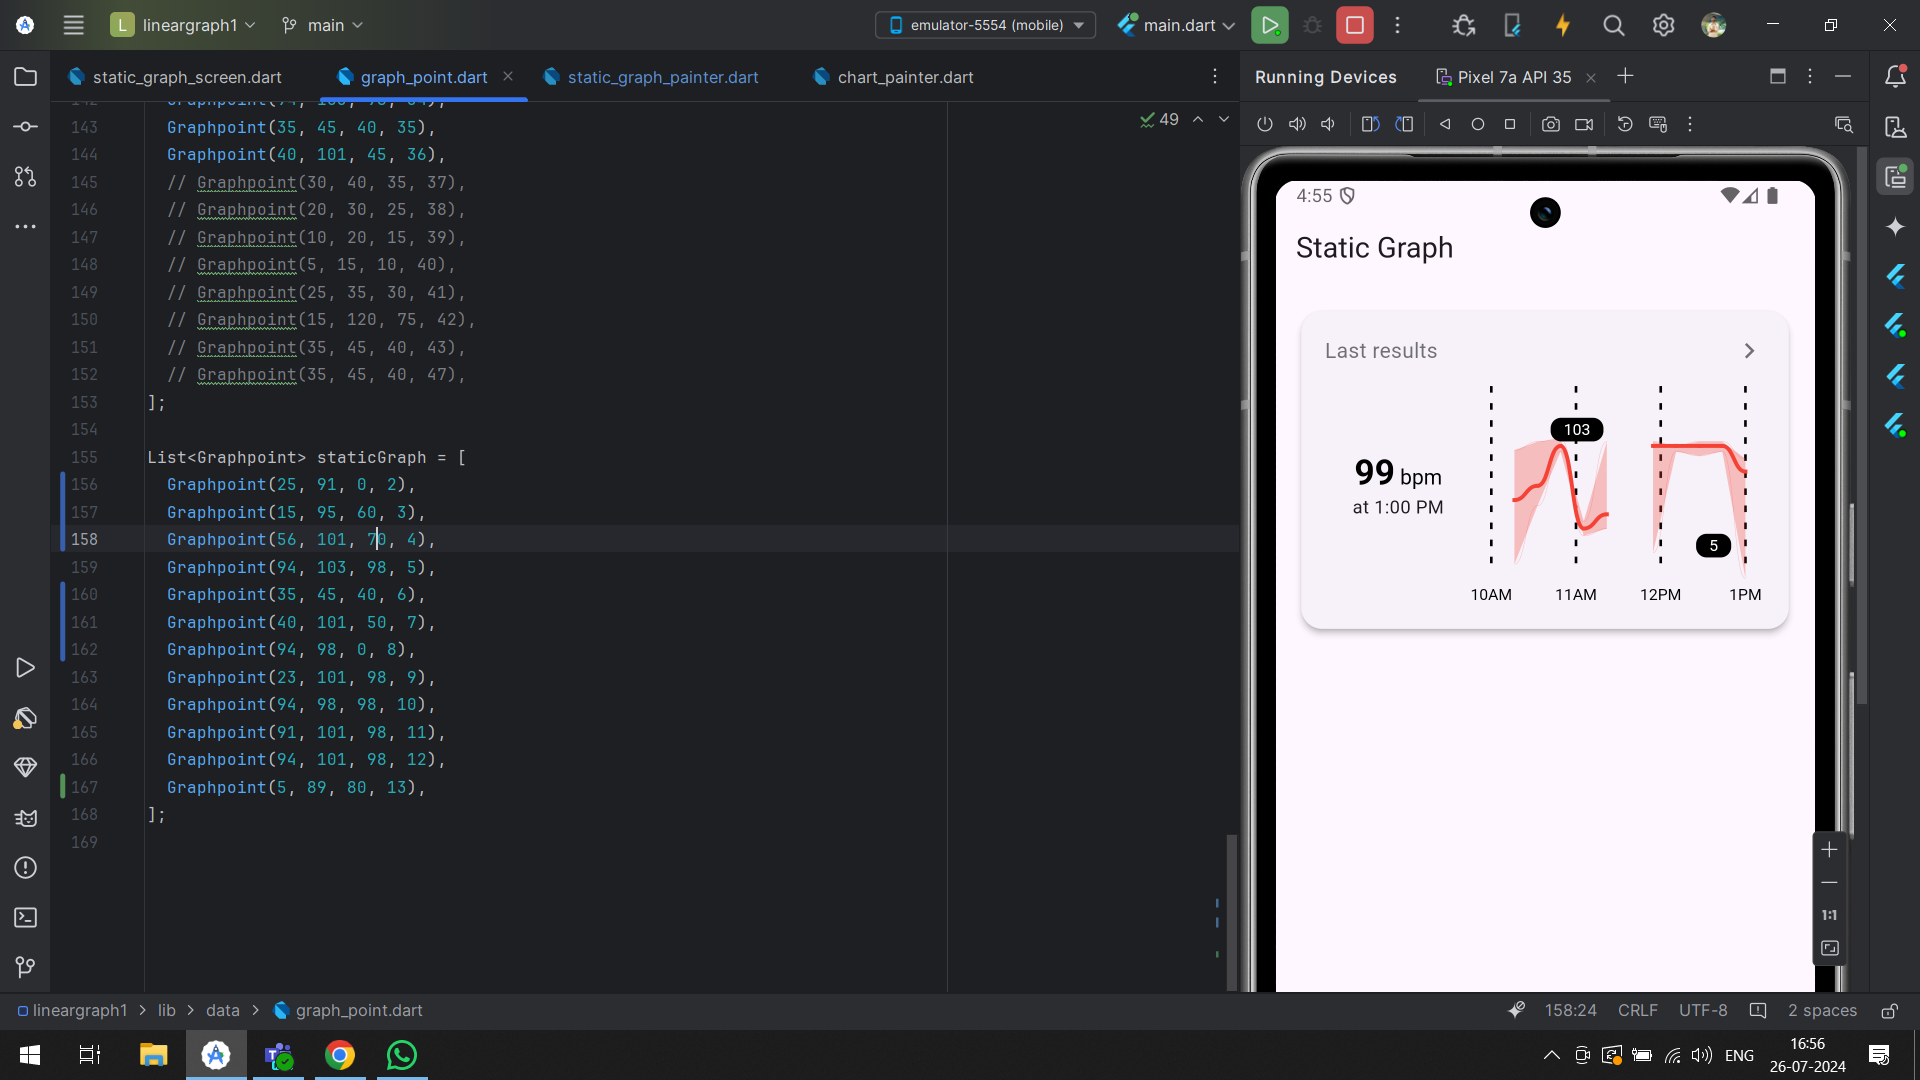 L lineargraph1
main
emulator-5554 (mobile)
main.dart
static_graph_screen.dart
graph_point.dart
static_graph_painter.dart
chart_painter.dart
Running Devices
Pixel 7a API 35
49
143 Graphpoint(35, 45, 40, 35),
144 Graphpoint(40, 101, 45, 36),
145 // Graphpoint(30, 40, 35, 37),
146 // Graphpoint(20, 30, 25, 38),
147 // Graphpoint(10, 20, 15, 39),
148 // Graphpoint(5, 15, 10, 40),
149 // Graphpoint(25, 35, 30, 41),
150 // Graphpoint(15, 120, 75, 42),
151 // Graphpoint(35, 45, 40, 43),
152 // Graphpoint(35, 45, 40, 47),
153 ];
154
155 List<Graphpoint> staticGraph = [
156 Graphpoint(25, 91, 0, 2),
157 Graphpoint(15, 95, 60, 3),
158 Graphpoint(56, 101, 70, 4),
159 Graphpoint(94, 103, 98, 5),
160 Graphpoint(35, 45, 40, 6),
161 Graphpoint(40, 101, 50, 7),
162 Graphpoint(94, 98, 0, 8),
163 Graphpoint(23, 101, 98, 9),
164 Graphpoint(94, 98, 98, 10),
165 Graphpoint(91, 101, 98, 11),
166 Graphpoint(94, 101, 98, 12),
167 Graphpoint(5, 89, 80, 13),
168 ];
169
4:55
Static Graph
Last results
103
99 bpm
at 1:00 PM
5
10AM 11AM 12PM 1PM
1:1
lineargraph1 > lib > data > graph_point.dart
158:24 CRLF UTF-8 2 spaces
ENG
16:56
26-07-2024